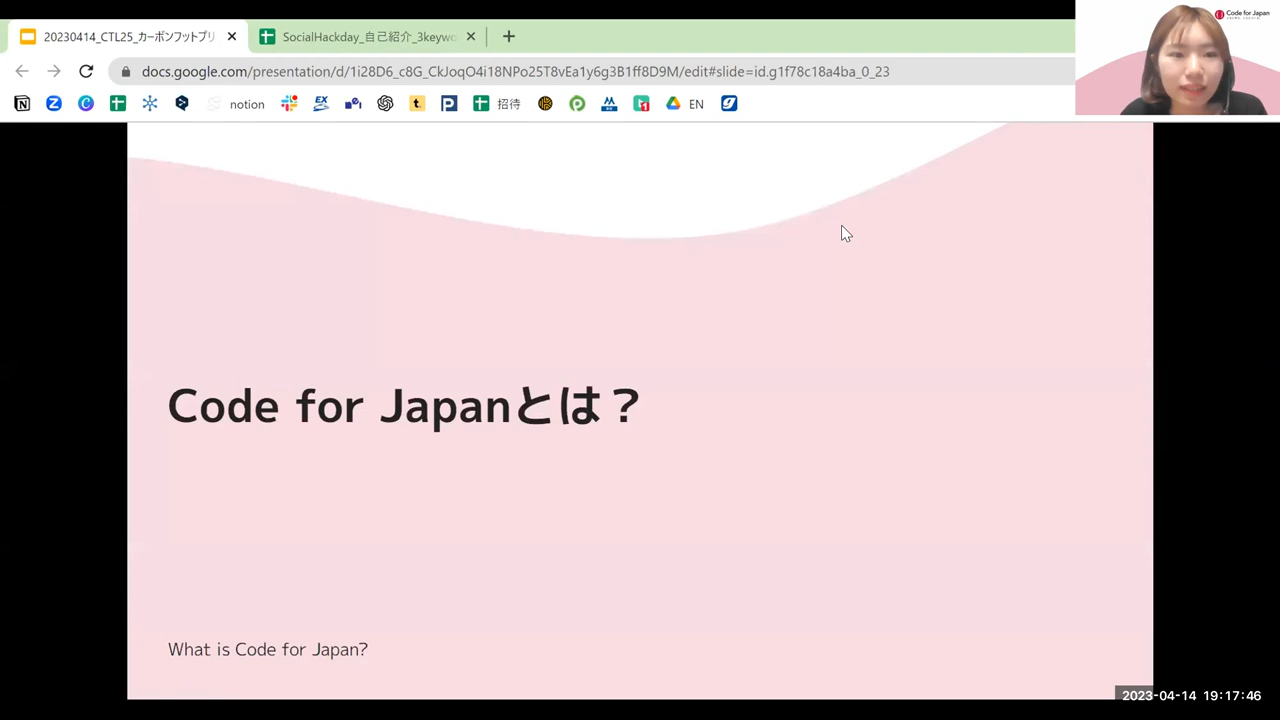 20230414_CTL25_カーボンフットプリ
SocialHackday_自己紹介_3keywo
docs.google.com/presentation/d/1i28D6_c8G_CkJoqO4i18NPo25T8vEa1y6g3B1ff8D9M/edit#slide=id.g1f78c18a4ba_0_23
notion
EX
t.
招待
EN
Code for Japan
Code for Japanとは？
What is Code for Japan?
2023-04-14 19:17:46